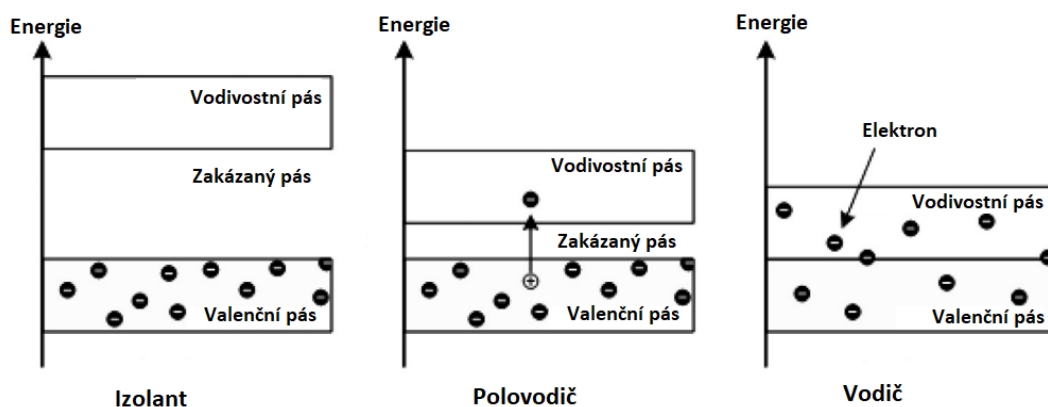 Energie
Vodivostní pás
Zakázaný pás
Valenční pás
Izolant
Energie
Vodivostní pás
Zakázaný pás
Valenční pás
Polovodič
Energie
Elektron
Vodivostní pás
Valenční pás
Vodič